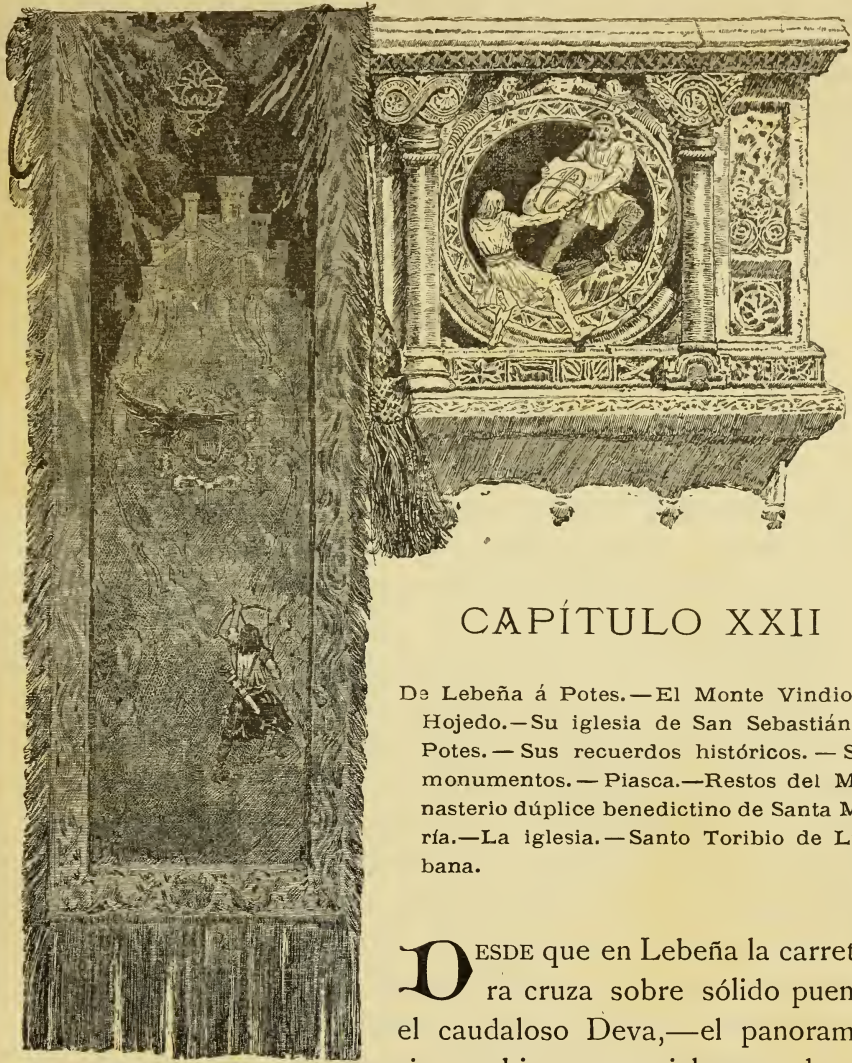 CAPÍTULO XXII
De Lebeña á Potes.—El Monte Vindio
Hojedo.—Su iglesia de San Sebastián
Potes.—Sus recuerdos históricos.—S
monumentos.—Piasca.—Restos del M
nasterio dúplice benedictino de Santa M
ría.—La iglesia.—Santo Toribio de L
bana.
DESDE que en Lebeña la carret
ra cruza sobre sólido puen
el caudaloso Deva,—el panoram